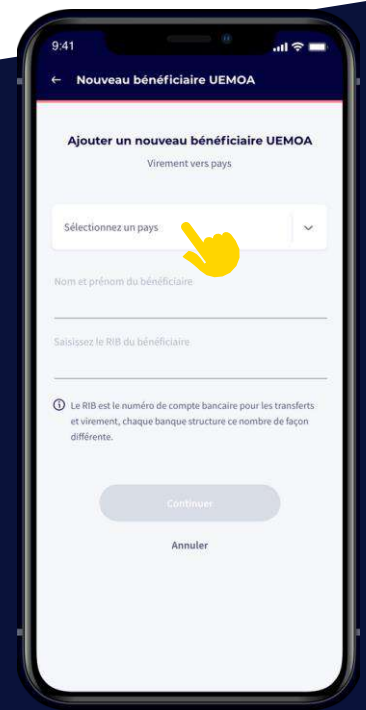 9:41
← Nouveau bénéficiaire UEMOA
Ajouter un nouveau bénéficiaire UEMOA
Virement vers pays
Sélectionnez un pays
Nom et prénom du bénéficiaire
Saisissez le RIB du bénéficiaire
Le RIB est le numéro de compte bancaire pour les transferts
et virement, chaque banque structure ce nombre de façon
différente.
Continuer
Annuler